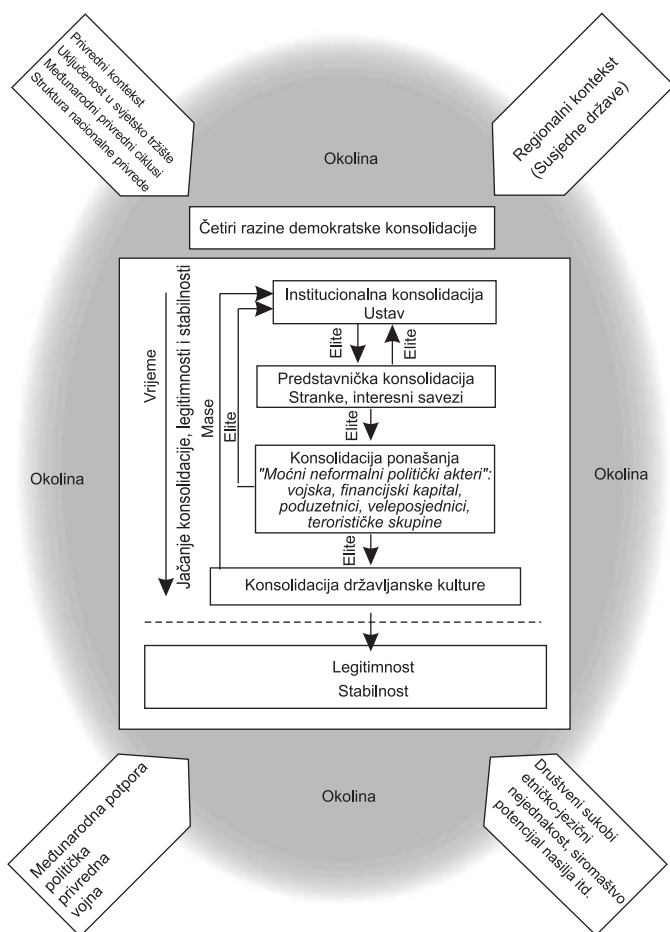 Privredni kontekst
Uključenost u svjetsko tržište
Međunarodni privredni ciklusi
Struktura nacionalne privrede
Regionalni kontekst
(Susjedne države)
Okolina
Četiri razine demokratske konsolidacije
Vrijeme
Jačanje konsolidacije, legitimnosti i stabilnosti
Mase
Elite
Institucionalna konsolidacija
Ustav
Elite
Elite
Predstavnička konsolidacija
Stranke, interesni savezi
Elite
Konsolidacija ponašanja
"Moćni neformalni politički akteri":
vojska, financijski kapital,
poduzetnici, veleposjednici,
terorističke skupine
Elite
Konsolidacija državljanske kulture
Okolina
Okolina
Legitimnost
Stabilnost
Okolina
Međunarodna potpora
politička
privredna
vojna
Društveni sukobi
etničko-jezični
nejednakost, siromaštvo
potencijal nasilja itd.